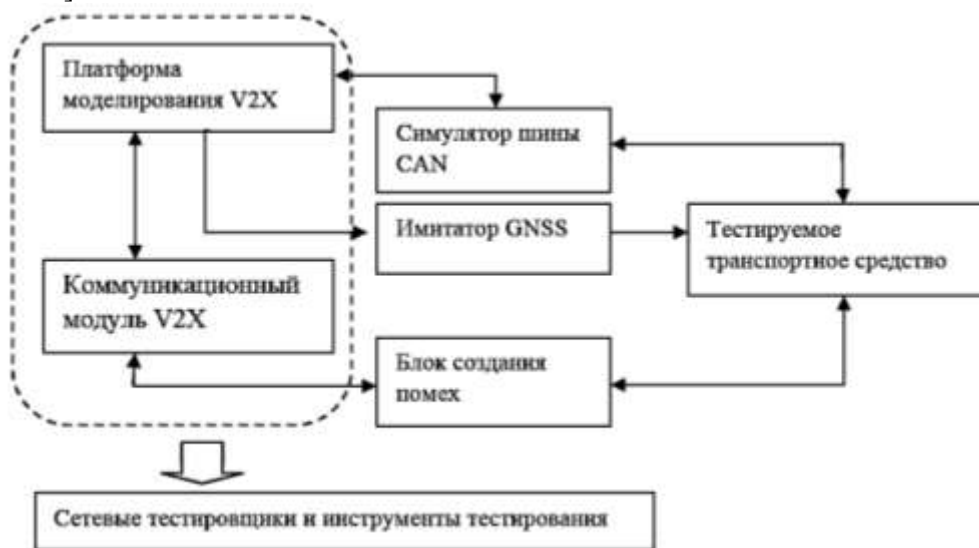 Платформа
моделирования V2X
Симулятор шины
CAN
Имитатор GNSS
Тестируемое
транспортное средство
Коммуникационный
модуль V2X
Блок создания
помех
Сетевые тестировщики и инструменты тестирования